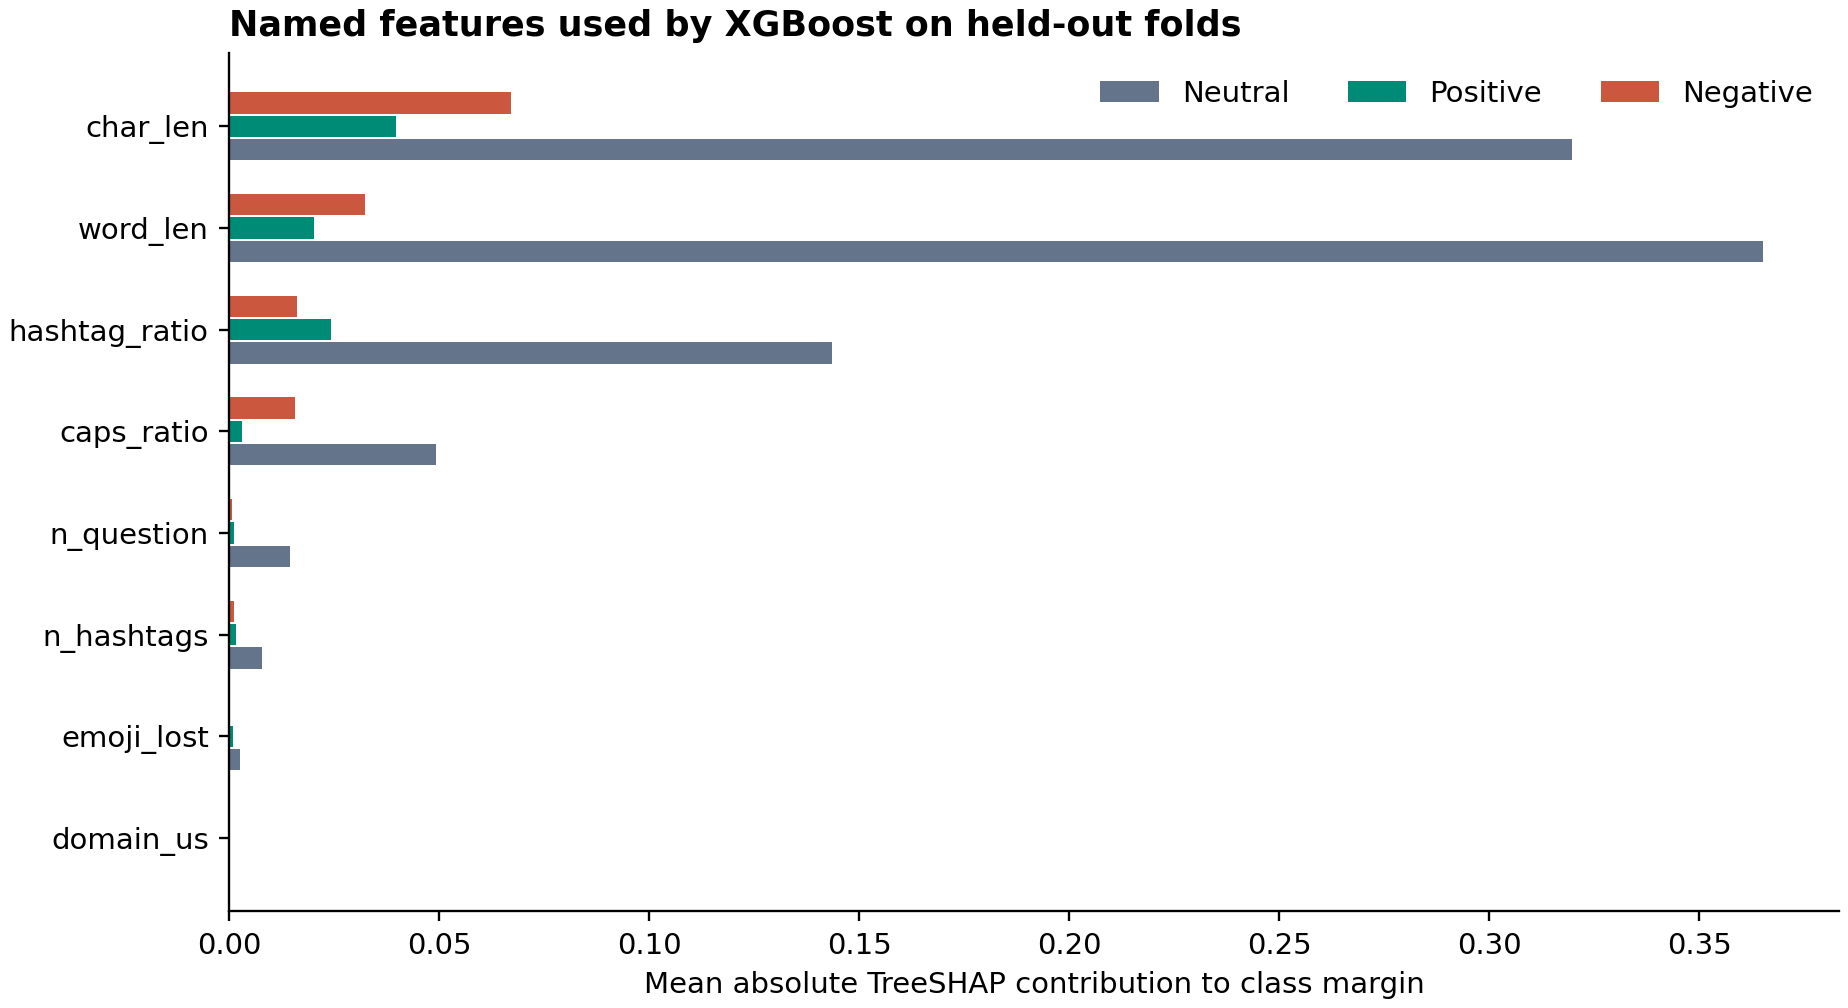 Named features used by XGBoost on held-out folds
Neutral
Positive
Negative
char_len
word_len
hashtag_ratio
caps_ratio
n_question
n_hashtags
emoji_lost
domain_us
0.00
0.05
0.10
0.15
0.20
0.25
0.30
0.35
Mean absolute TreeSHAP contribution to class margin